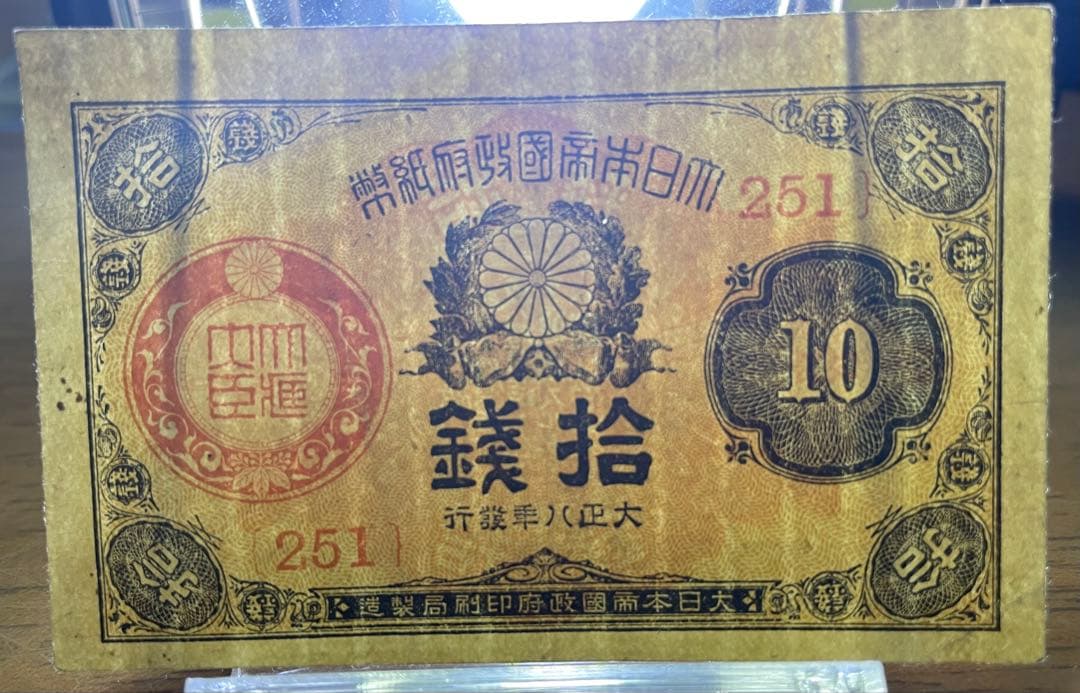 拾
拾
大日本帝國政府紙幣
251
大藏
大臣
10
拾錢
大正八年發行
251
拾
拾
大日本帝國政府印刷局製造